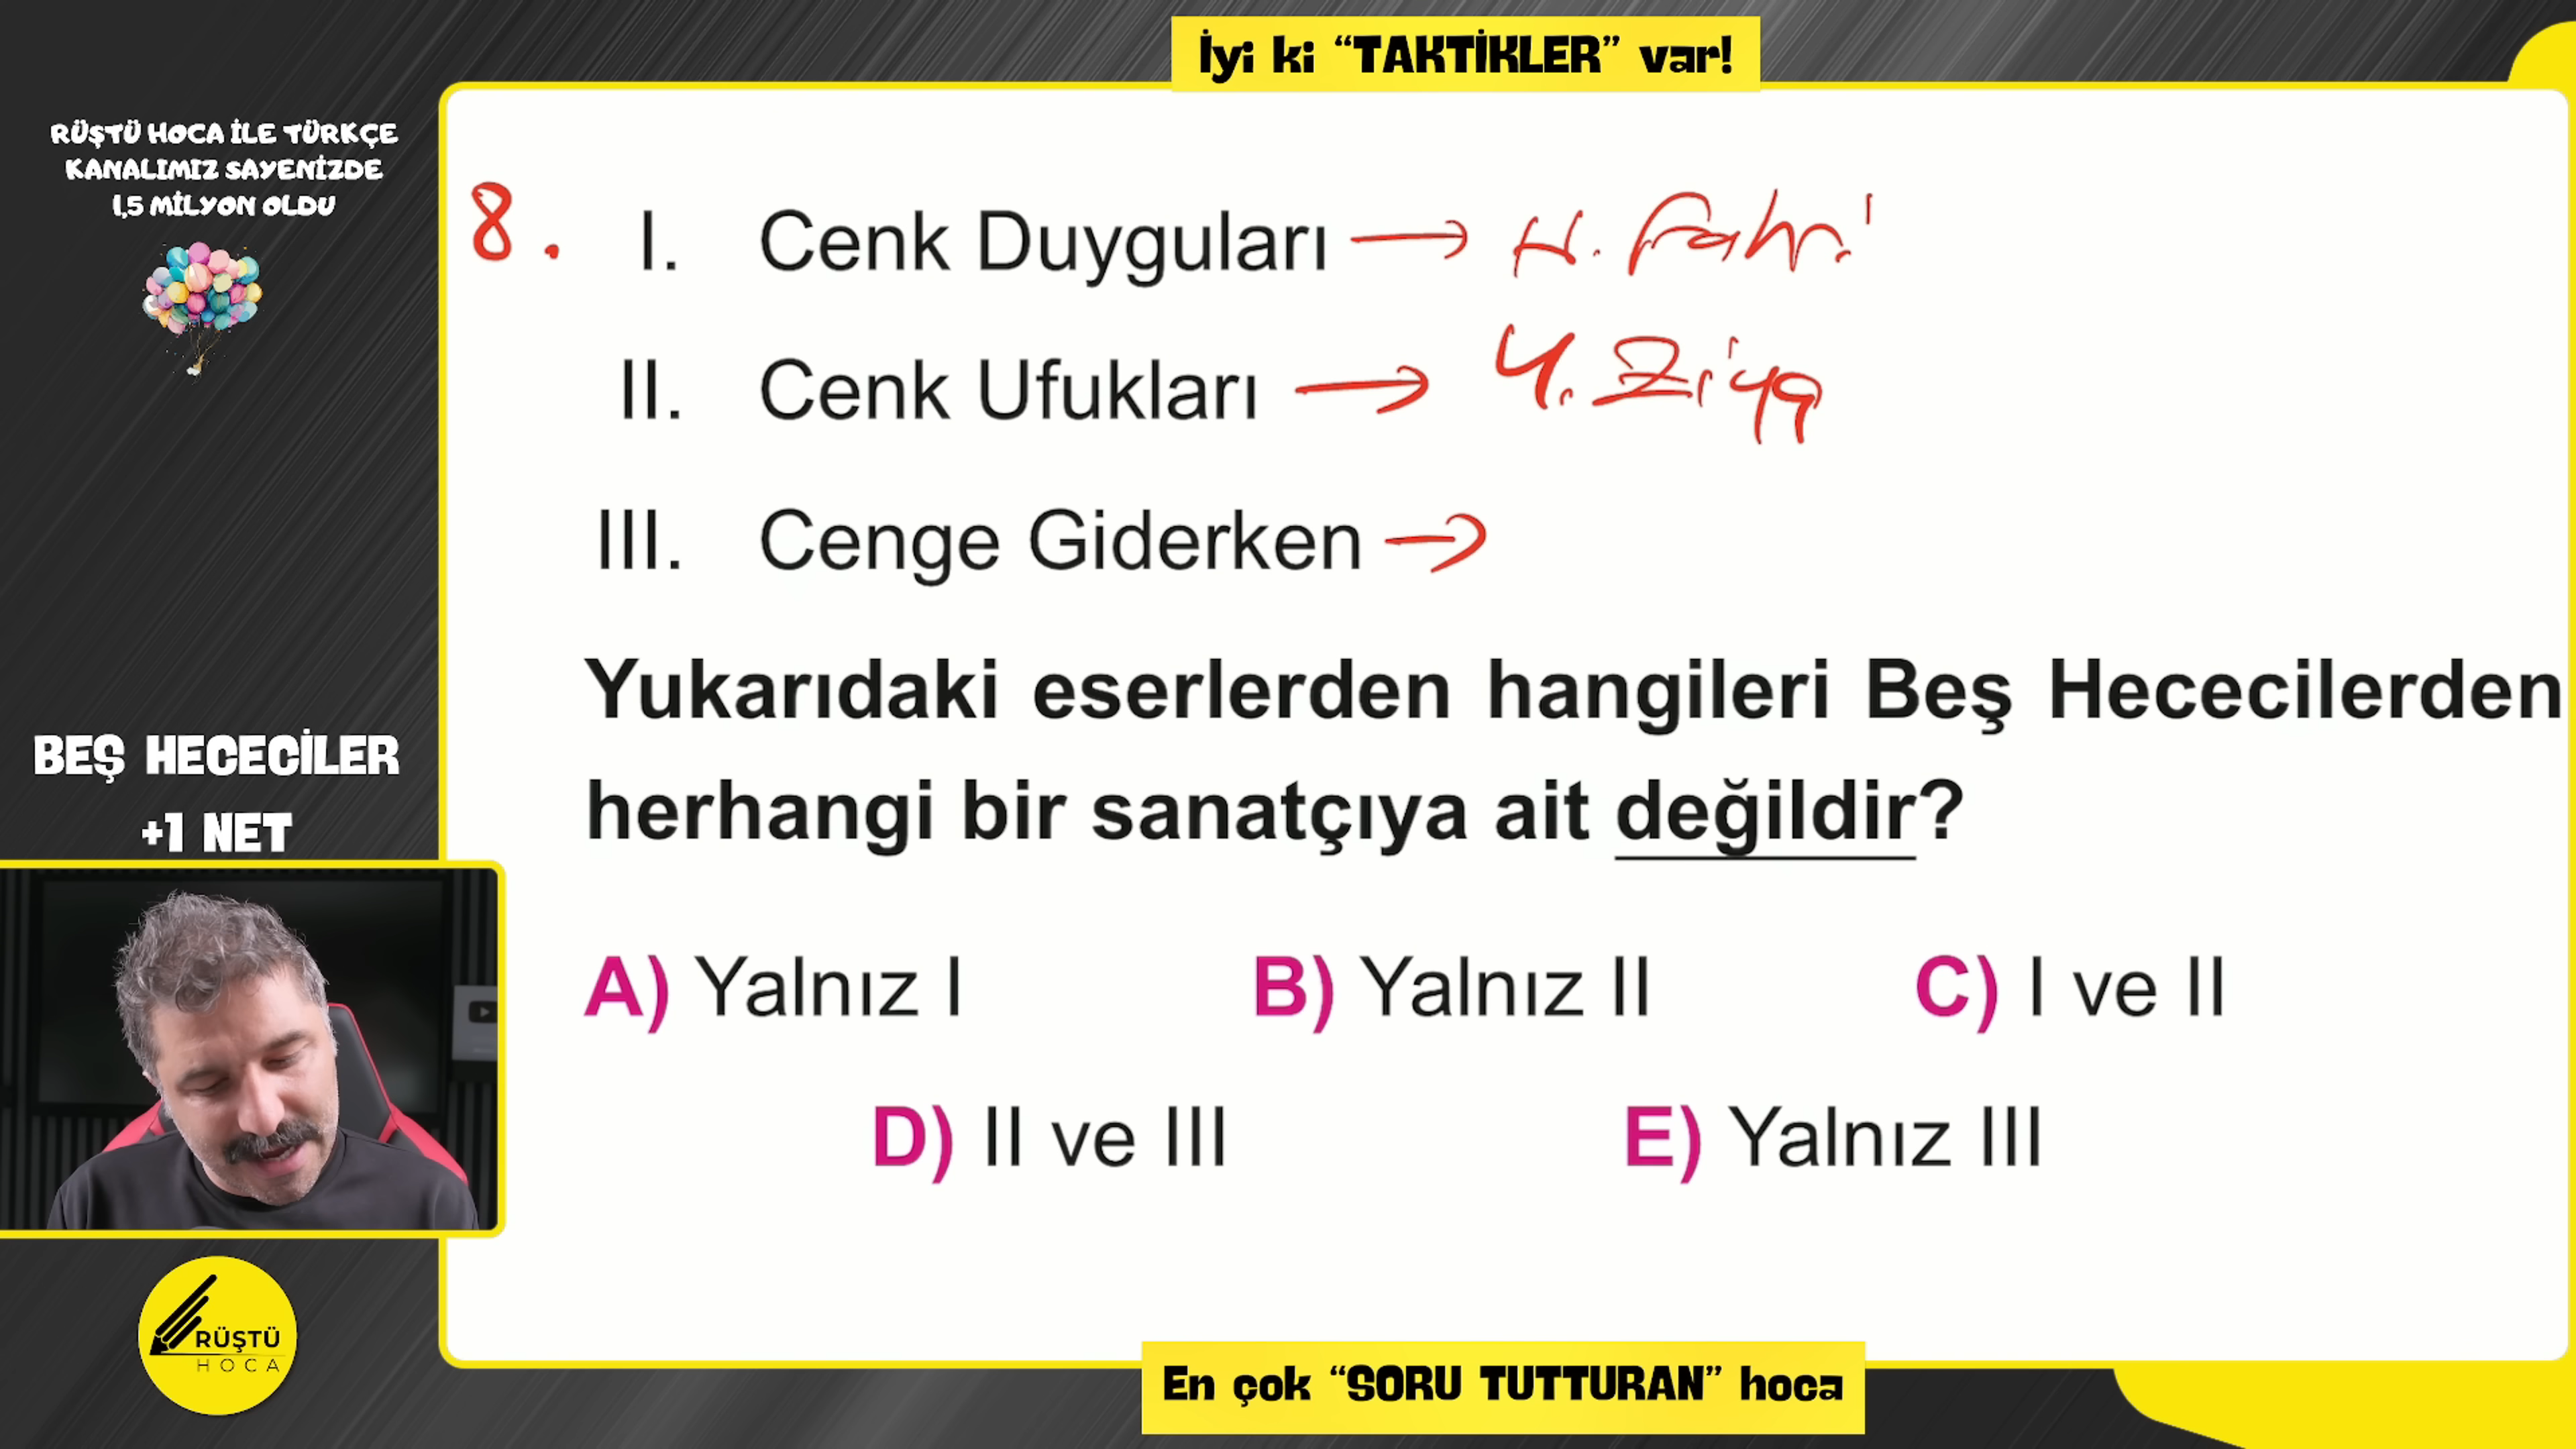 İyi ki “TAKTİKLER” var!
RÜŞTÜ HOCA İLE TÜRKÇE
KANALIMIZ SAYENİZDE
1,5 MİLYON OLDU
8. I. Cenk Duyguları → H. Fahri
II. Cenk Ufukları → Y. Ziya
III. Cenge Giderken →
Yukarıdaki eserlerden hangileri Beş Hececilerden
herhangi bir sanatçıya ait değildir?
A) Yalnız I B) Yalnız II C) I ve II
D) II ve III E) Yalnız III
BEŞ HECECİLER
+1 NET
RÜŞTÜ
HOCA
En çok “SORU TUTTURAN” hoca